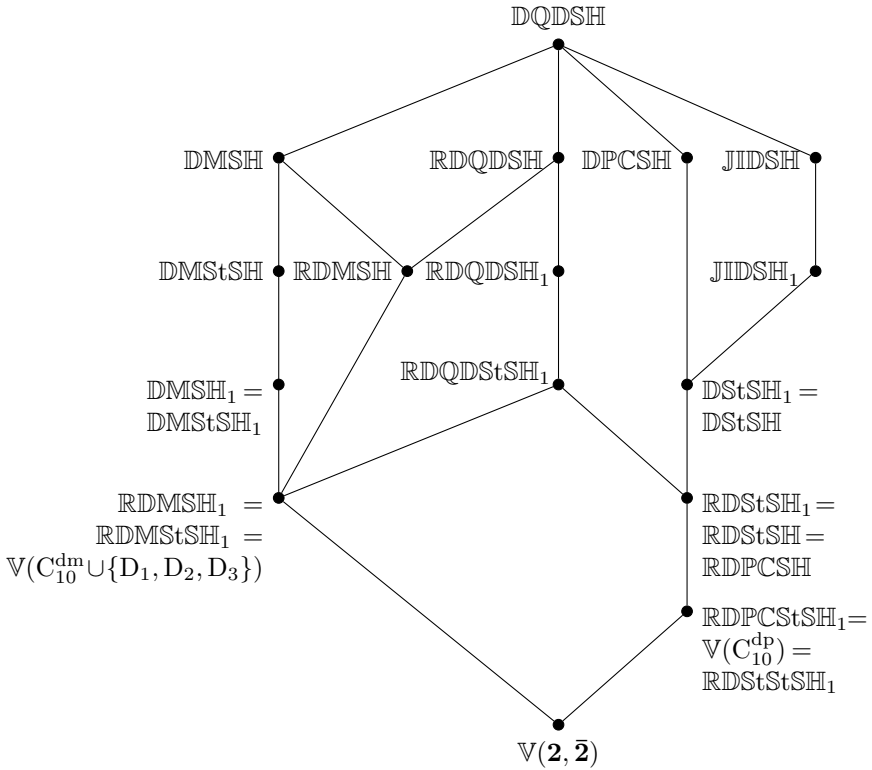 𝔻ℚ𝔻𝕊ℍ
𝔻𝕄𝕊ℍ
ℝ𝔻ℚ𝔻𝕊ℍ
𝔻ℙℂ𝕊ℍ
𝕁𝕀𝔻𝕊ℍ
𝔻𝕄𝕊t𝕊ℍ
ℝ𝔻𝕄𝕊ℍ
ℝ𝔻ℚ𝔻𝕊ℍ₁
𝕁𝕀𝔻𝕊ℍ₁
ℝ𝔻ℚ𝔻𝕊t𝕊ℍ₁
𝔻𝕄𝕊ℍ₁ =
𝔻𝕄𝕊t𝕊ℍ₁
𝔻𝕊t𝕊ℍ₁ =
𝔻𝕊t𝕊ℍ
ℝ𝔻𝕄𝕊ℍ₁ =
ℝ𝔻𝕄𝕊t𝕊ℍ₁ =
𝕍(C₁₀ᵈᵐ ∪ {D₁, D₂, D₃})
ℝ𝔻𝕊t𝕊ℍ₁ =
ℝ𝔻𝕊t𝕊ℍ =
ℝ𝔻ℙℂ𝕊ℍ
ℝ𝔻ℙℂ𝕊t𝕊ℍ₁ =
𝕍(C₁₀ᵈᵖ) =
ℝ𝔻𝕊t𝕊t𝕊ℍ₁
𝕍(𝟐, 𝟐̄)